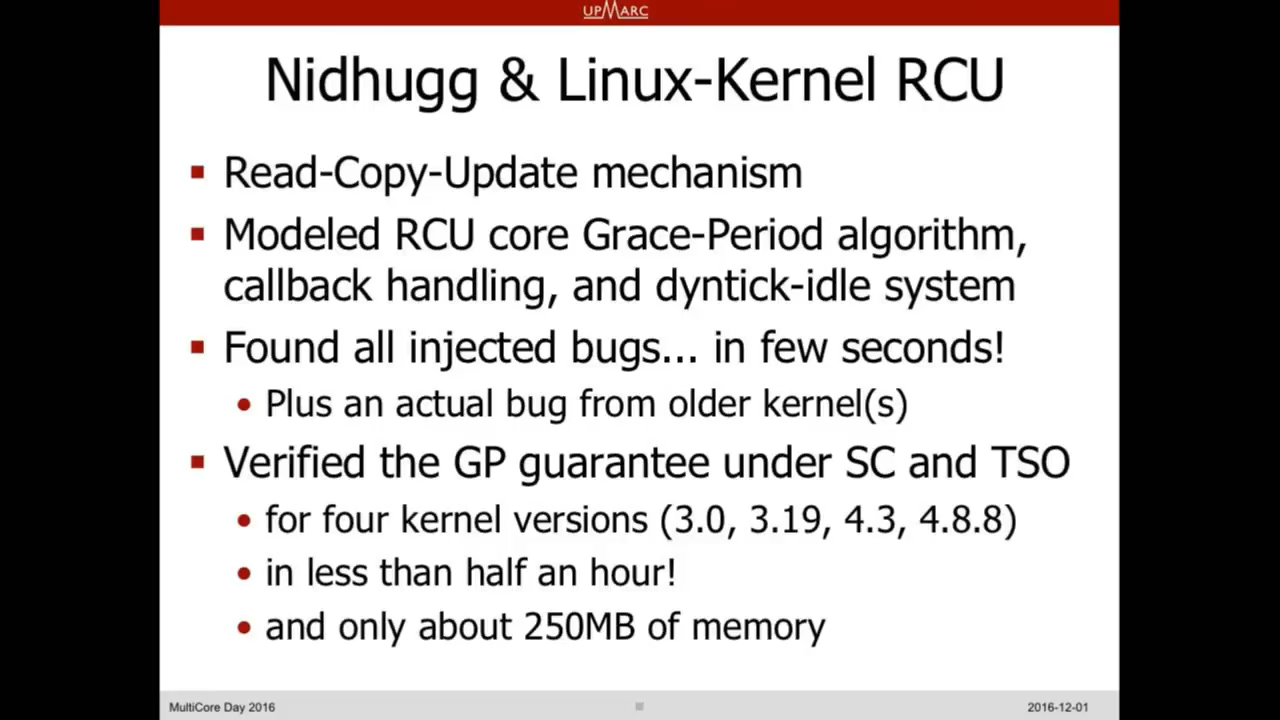 UPMARC
Nidhugg & Linux-Kernel RCU
Read-Copy-Update mechanism
Modeled RCU core Grace-Period algorithm,
callback handling, and dyntick-idle system
Found all injected bugs... in few seconds!
Plus an actual bug from older kernel(s)
Verified the GP guarantee under SC and TSO
for four kernel versions (3.0, 3.19, 4.3, 4.8.8)
in less than half an hour!
and only about 250MB of memory
MultiCore Day 2016
2016-12-01